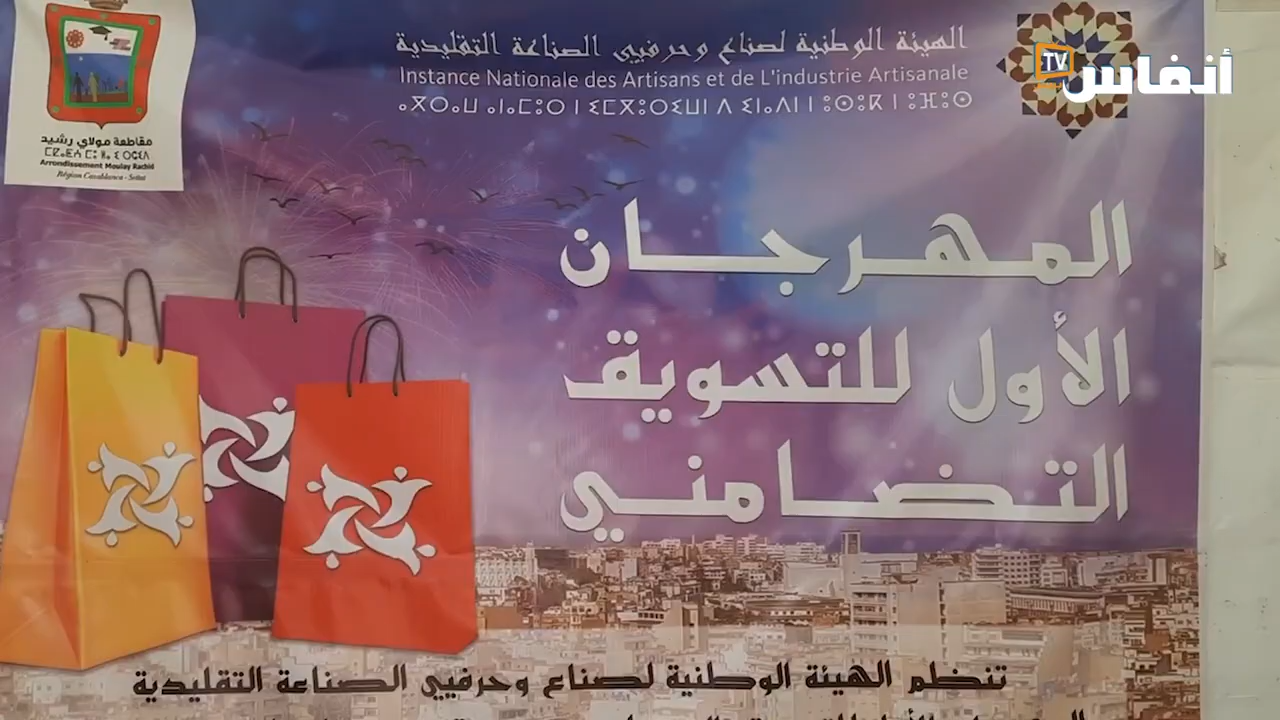 الهيئة الوطنية لصناع وحرفيي الصناعة التقليدية
Instance Nationale des Artisans et de L'industrie Artisanale
أنفاس TV
مقاطعة مولاي رشيد
Arrondissement Moulay Rachid
Région Casablanca - Settat
المهرجان
الأول للتسويق
التضامني
تنظم الهيئة الوطنية لصناع وحرفيي الصناعة التقليدية